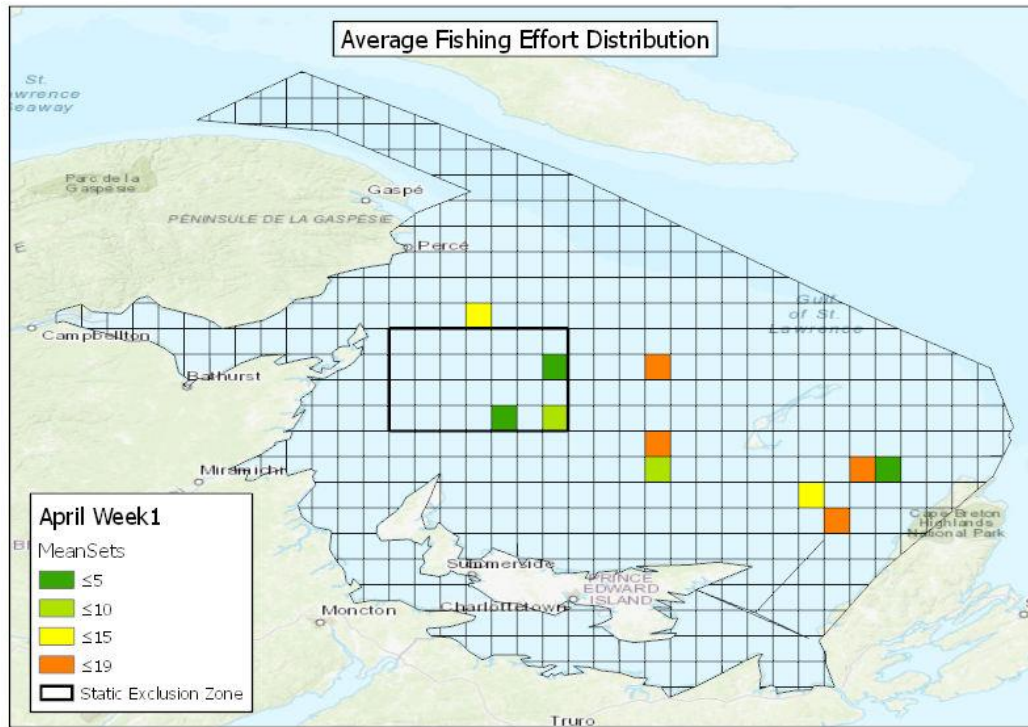 Average Fishing Effort Distribution
St.
Lawrence
Seaway
Parc de la
Gaspésie
Gaspé
PÉNINSULE DE LA GASPÉSIE
Percé
Gulf
of St.
Lawrence
Campbellton
Bathurst
Miramichi
Cape Breton
Highlands
National Park
Summerside
PRINCE
EDWARD
ISLAND
Charlottetown
Moncton
Truro
April Week1
MeanSets
≤5
≤10
≤15
≤19
Static Exclusion Zone